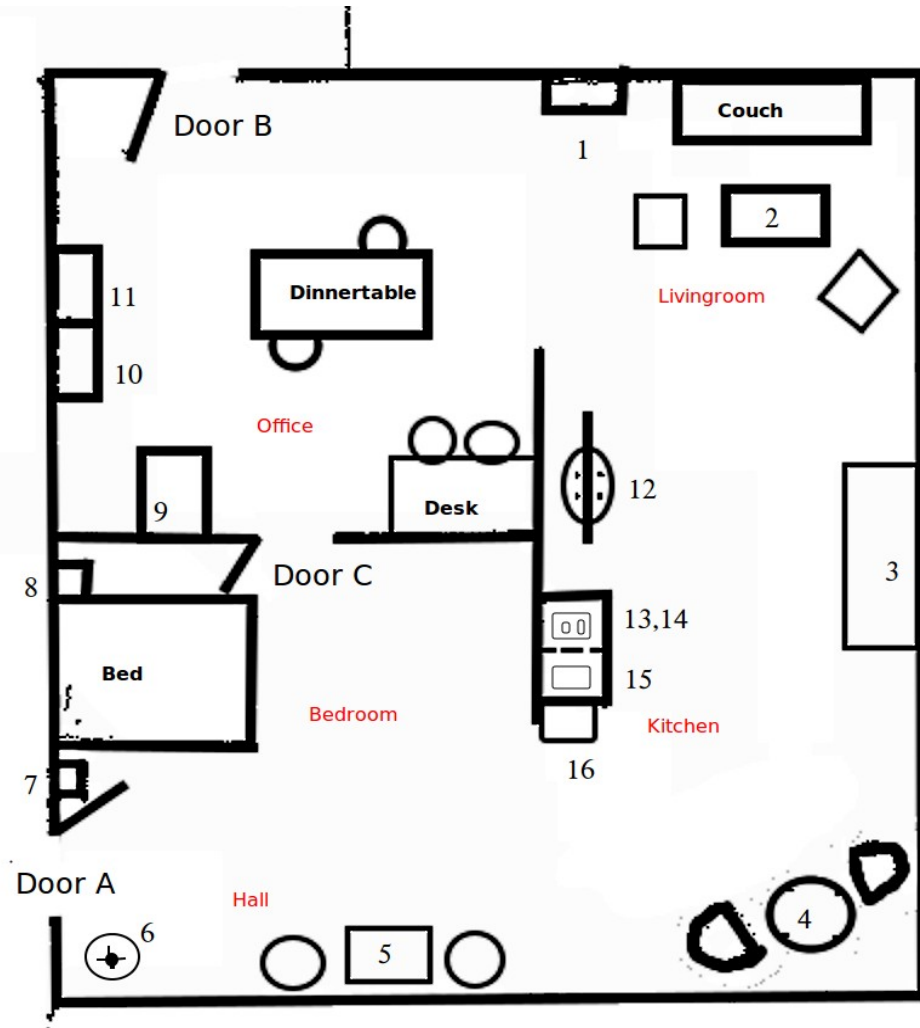 Couch
Door B
1
2
11
Dinnertable
Livingroom
10
Office
12
Desk
9
3
Door C
8
13,14
Bed
15
Bedroom
Kitchen
16
7
Door A
Hall
4
6
5